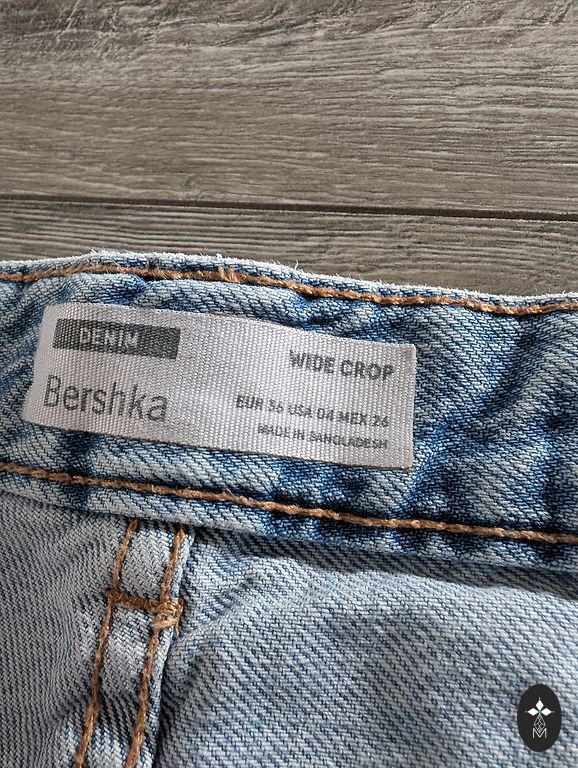 DENIM
WIDE CROP
Bershka
EUR 36 USA 04 MEX 26
MADE IN BANGLADESH
M